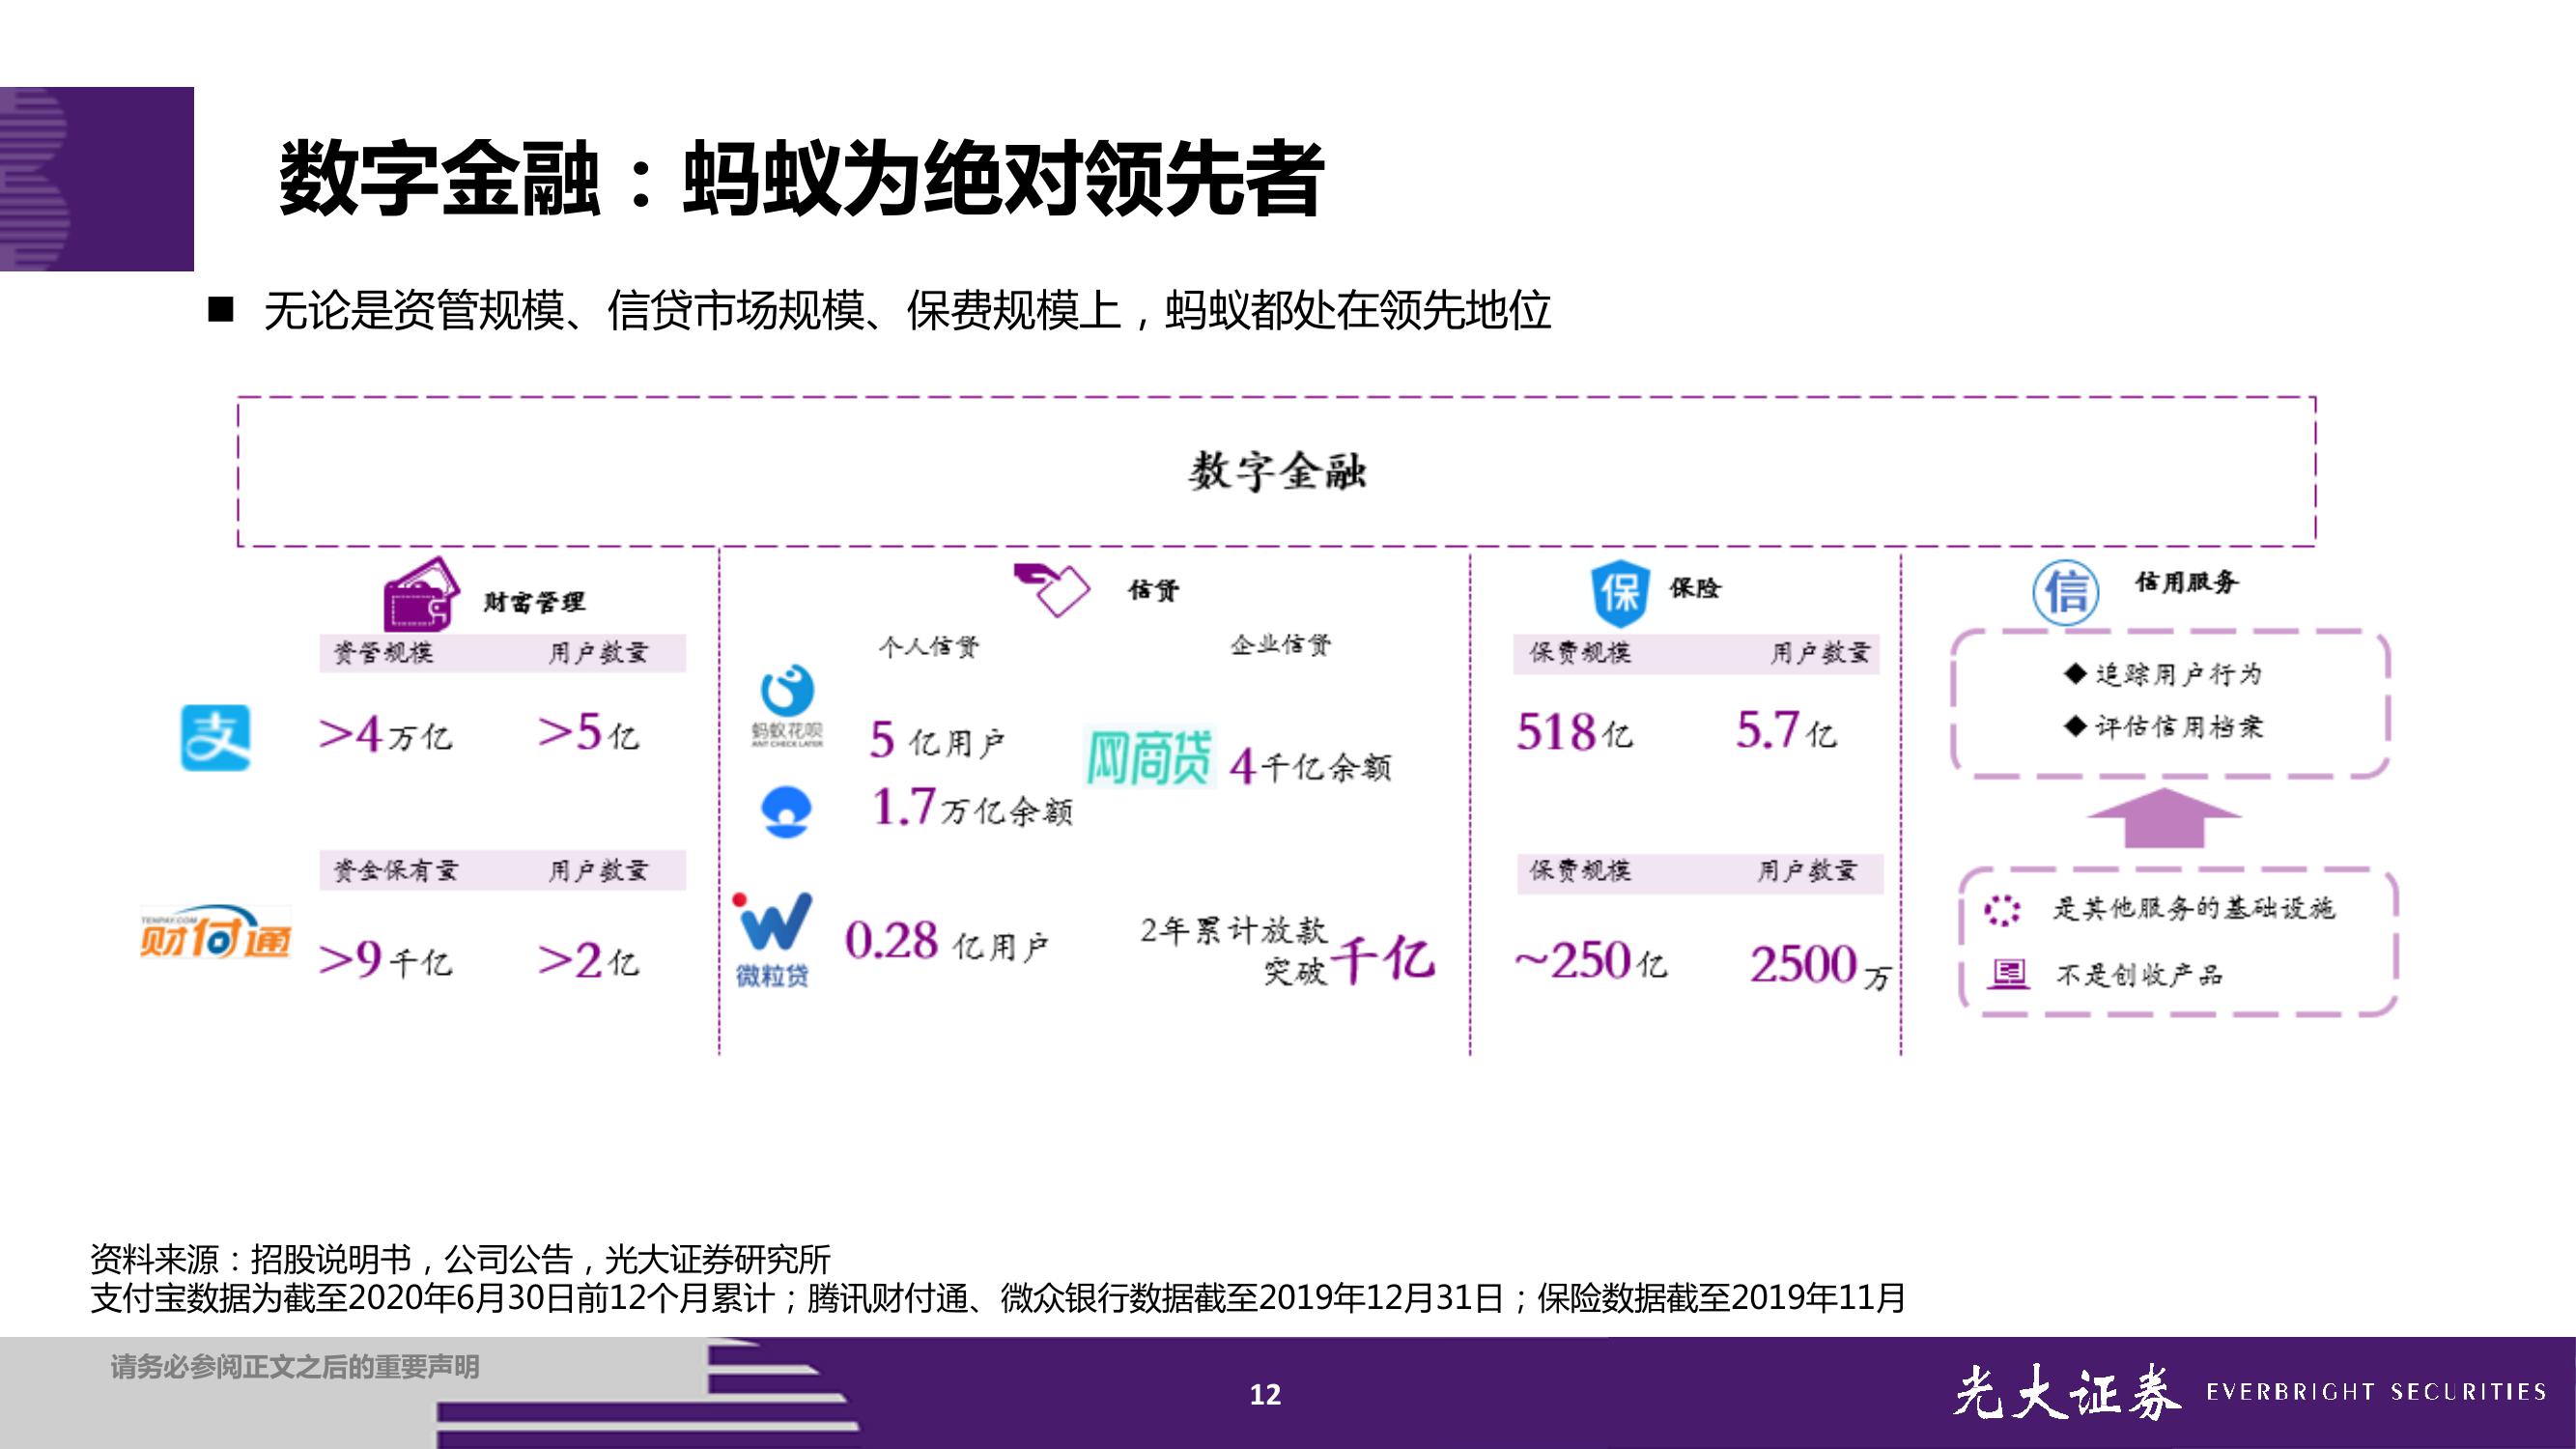 数字金融：蚂蚁为绝对领先者
■ 无论是资管规模、信贷市场规模、保费规模上，蚂蚁都处在领先地位
数字金融
财富管理
资管规模 用户数量
支
>4万亿 >5亿
资金保有量 用户数量
TENPAY.COM
财付通
>9千亿 >2亿
信贷
个人信贷 企业信贷
蚂蚁花呗
ANT CHECK LATER
5 亿用户
1.7万亿余额
网商贷 4千亿余额
微粒贷
0.28 亿用户
2年累计放款
突破千亿
保 保险
保费规模 用户数量
518亿 5.7亿
保费规模 用户数量
~250亿 2500万
信 信用服务
◆追踪用户行为
◆评估信用档案
是其他服务的基础设施
不是创收产品
资料来源：招股说明书，公司公告，光大证券研究所
支付宝数据为截至2020年6月30日前12个月累计；腾讯财付通、微众银行数据截至2019年12月31日；保险数据截至2019年11月
请务必参阅正文之后的重要声明
12
光大证券 EVERBRIGHT SECURITIES